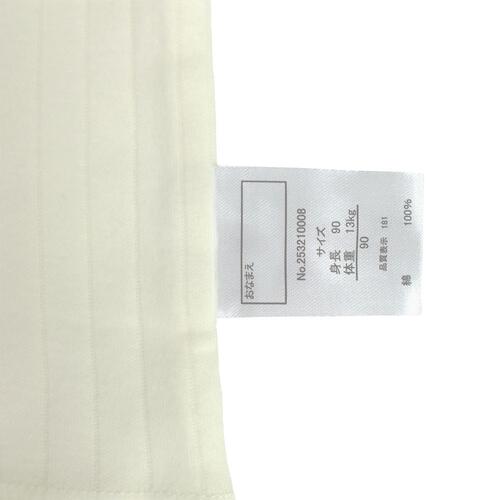 おなまえ
No.253210008
サイズ
身長 90
体重 13kg
90
品質表示 181
綿 100%